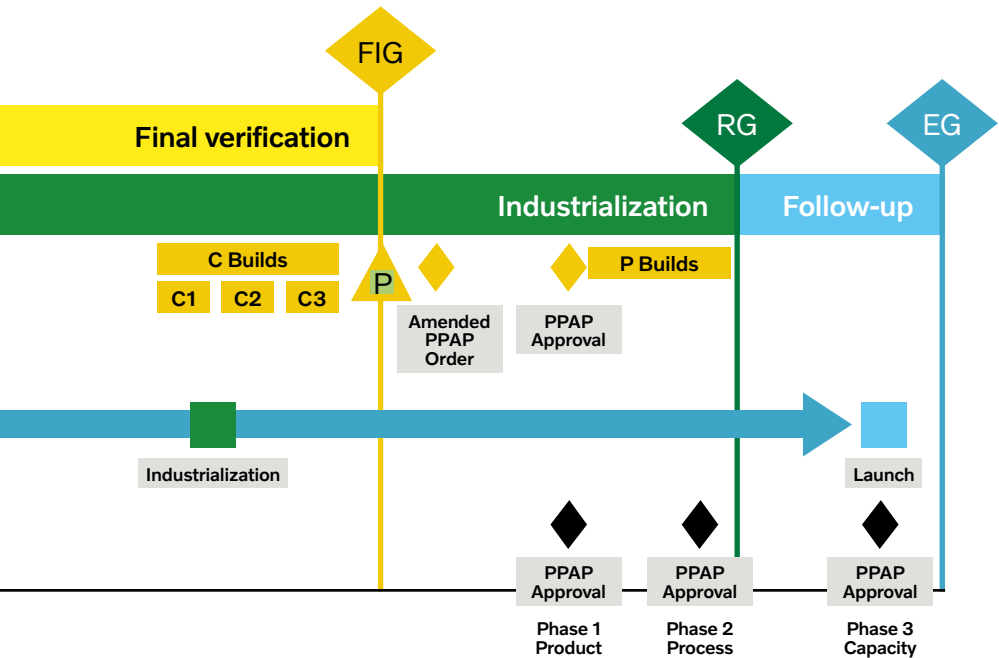 FIG
RG
EG
Final verification
Industrialization
Follow-up
C Builds
P Builds
C1
C2
C3
P
Amended
PPAP
Order
PPAP
Approval
Industrialization
Launch
PPAP
Approval
PPAP
Approval
PPAP
Approval
Phase 1
Product
Phase 2
Process
Phase 3
Capacity